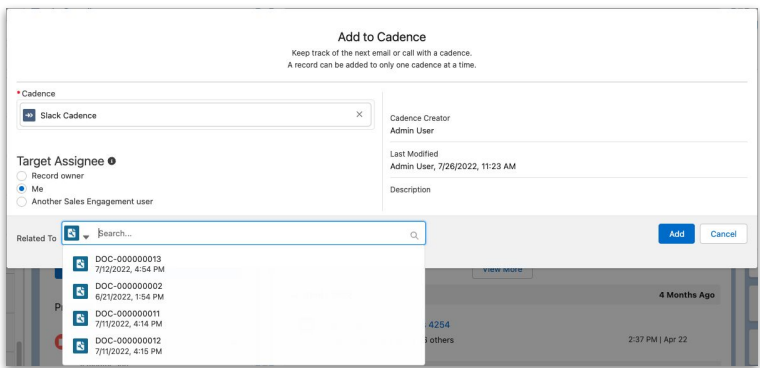 Add to Cadence
Keep track of the next email or call with a cadence.
A record can be added to only one cadence at a time.
* Cadence
Slack Cadence
Cadence Creator
Admin User
Last Modified
Admin User, 7/26/2022, 11:23 AM
Description
Target Assignee
Record owner
Me
Another Sales Engagement user
Related To
Search...
Add
Cancel
DOC-000000013
7/12/2022, 4:54 PM
DOC-000000002
6/21/2022, 1:54 PM
DOC-000000011
7/11/2022, 4:14 PM
DOC-000000012
7/11/2022, 4:15 PM
View More
4 Months Ago
4254
others
2:37 PM | Apr 22